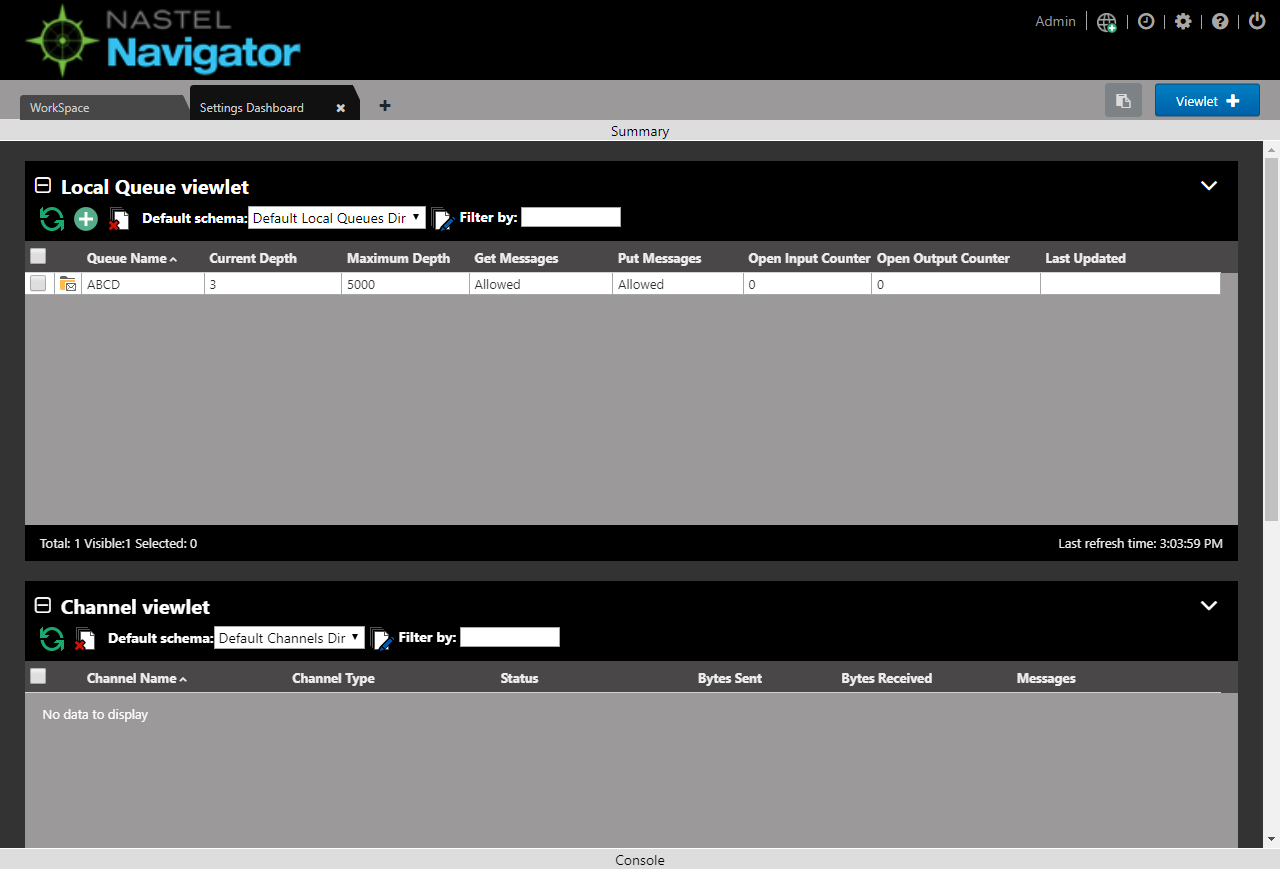 NASTEL
Navigator
Admin
WorkSpace
Settings Dashboard
Viewlet
Summary
Local Queue viewlet
Default schema: Default Local Queues Dir Filter by:
Queue Name Current Depth Maximum Depth Get Messages Put Messages Open Input Counter Open Output Counter Last Updated
ABCD 3 5000 Allowed Allowed 0 0
Total: 1 Visible:1 Selected: 0 Last refresh time: 3:03:59 PM
Channel viewlet
Default schema: Default Channels Dir Filter by:
Channel Name Channel Type Status Bytes Sent Bytes Received Messages
No data to display
Console